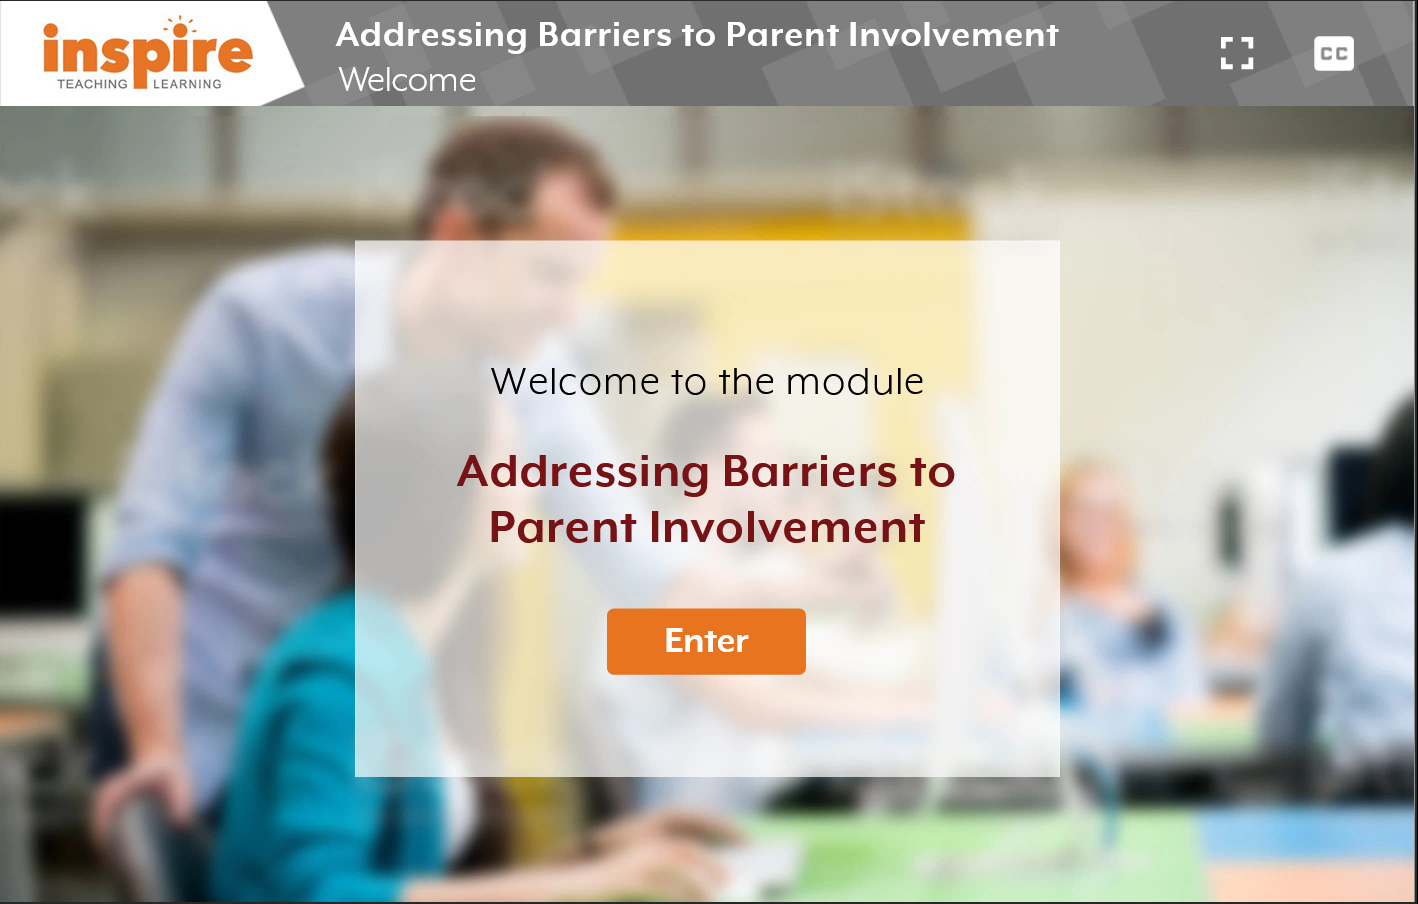 inspire
TEACHING LEARNING
Addressing Barriers to Parent Involvement
Welcome
CC
Welcome to the module
Addressing Barriers to
Parent Involvement
Enter